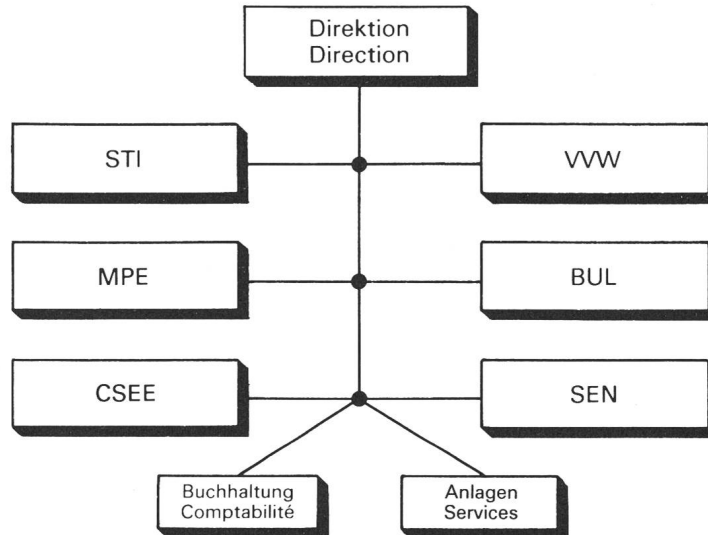 Direktion
Direction
STI
VVW
MPE
BUL
CSEE
SEN
Buchhaltung
Comptabilité
Anlagen
Services